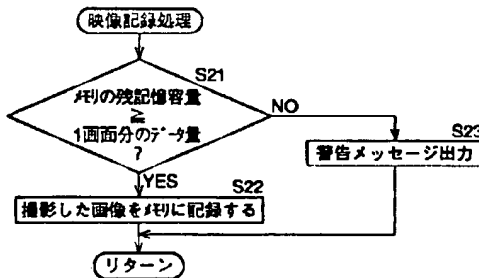 映像記録処理
S21
ﾒﾓﾘの残記憶容量
≧
1画面分のﾃﾞｰﾀ量
?
NO
S23
警告メッセージ出力
YES
S22
撮影した画像をﾒﾓﾘに記録する
リターン